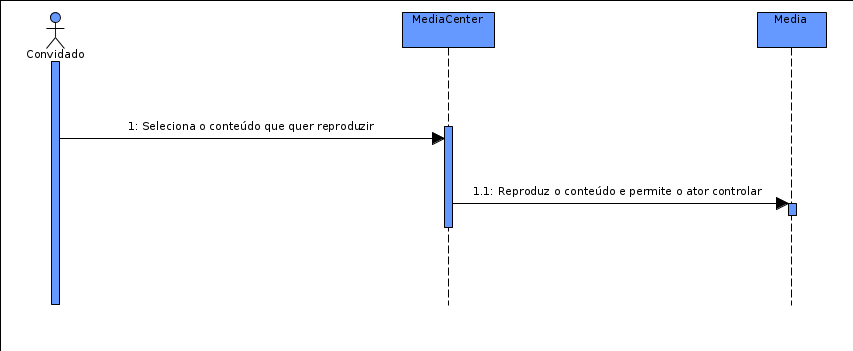 MediaCenter
Media
Convidado
1: Seleciona o conteúdo que quer reproduzir
1.1: Reproduz o conteúdo e permite o ator controlar